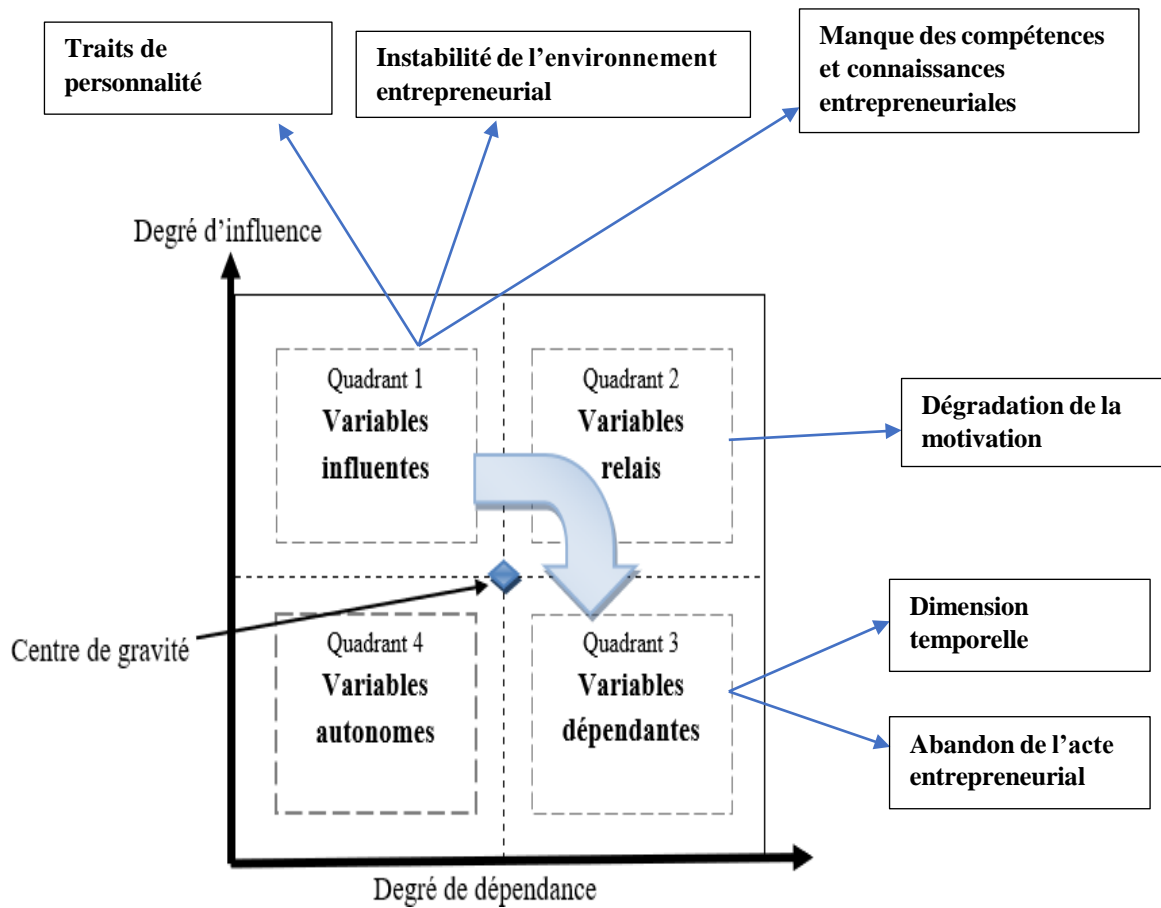 Traits de
personnalité
Instabilité de l’environnement
entrepreneurial
Manque des compétences
et connaissances
entrepreneuriales
Degré d’influence
Quadrant 1
Variables
influentes
Quadrant 2
Variables
relais
Dégradation de la
motivation
Centre de gravité
Quadrant 4
Variables
autonomes
Quadrant 3
Variables
dépendantes
Dimension
temporelle
Abandon de l’acte
entrepreneurial
Degré de dépendance